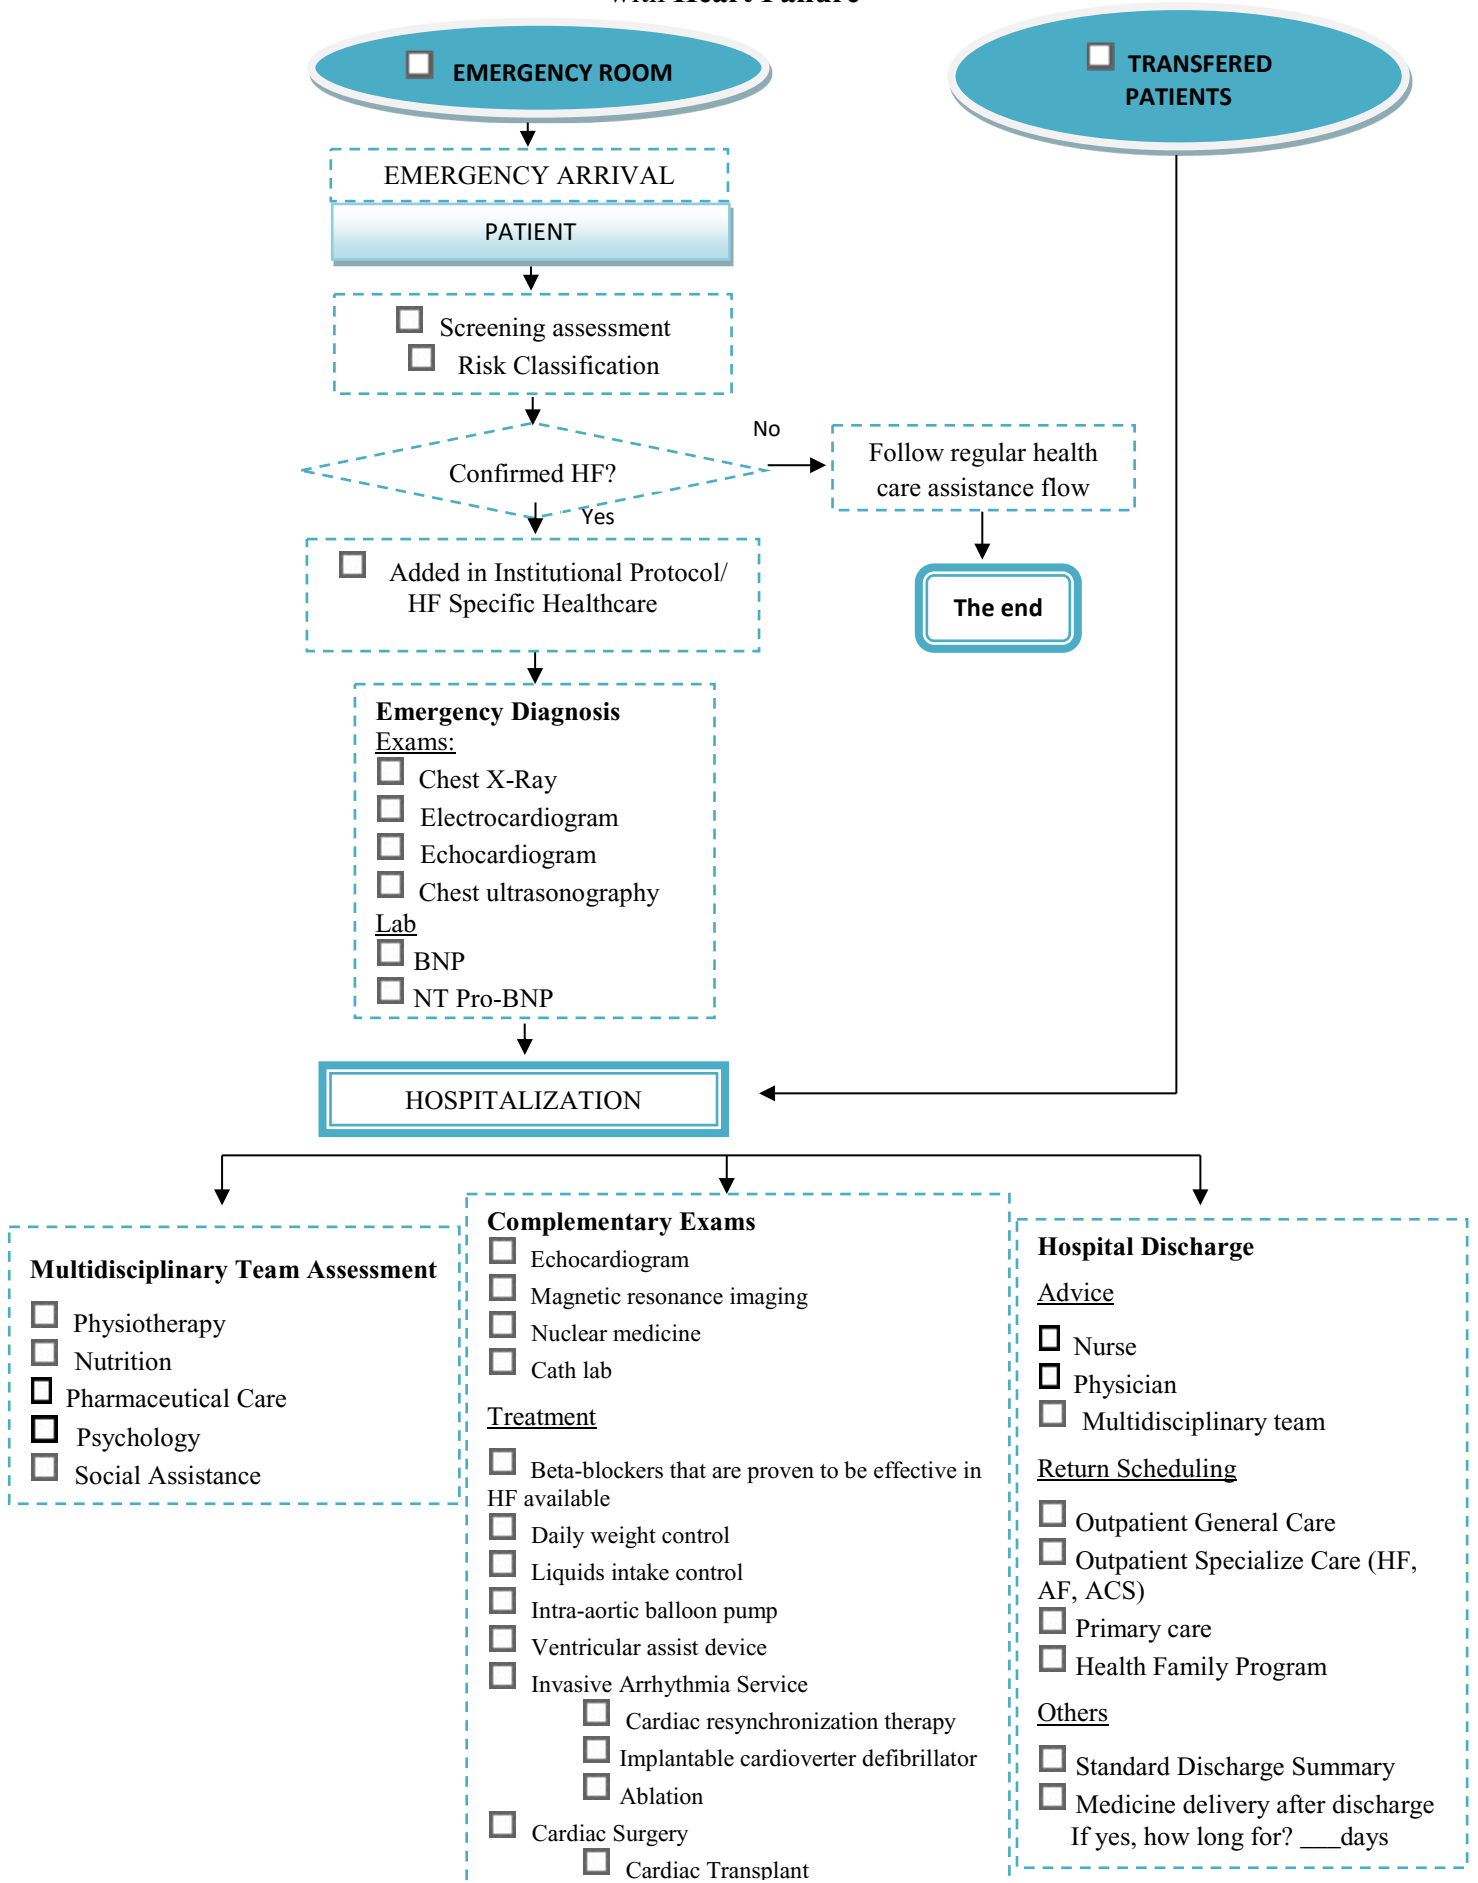 with Heart Failure
EMERGENCY ROOM
TRANSFERED
PATIENTS
EMERGENCY ARRIVAL
PATIENT
Screening assessment
Risk Classification
Confirmed HF?
No
Follow regular health
care assistance flow
Yes
The end
Added in Institutional Protocol/
HF Specific Healthcare
Emergency Diagnosis
Exams:
Chest X-Ray
Electrocardiogram
Echocardiogram
Chest ultrasonography
Lab
BNP
NT Pro-BNP
HOSPITALIZATION
Multidisciplinary Team Assessment
Physiotherapy
Nutrition
Pharmaceutical Care
Psychology
Social Assistance
Complementary Exams
Echocardiogram
Magnetic resonance imaging
Nuclear medicine
Cath lab
Treatment
Beta-blockers that are proven to be effective in
HF available
Daily weight control
Liquids intake control
Intra-aortic balloon pump
Ventricular assist device
Invasive Arrhythmia Service
Cardiac resynchronization therapy
Implantable cardioverter defibrillator
Ablation
Cardiac Surgery
Cardiac Transplant
Hospital Discharge
Advice
Nurse
Physician
Multidisciplinary team
Return Scheduling
Outpatient General Care
Outpatient Specialize Care (HF,
AF, ACS)
Primary care
Health Family Program
Others
Standard Discharge Summary
Medicine delivery after discharge
If yes, how long for? ___days